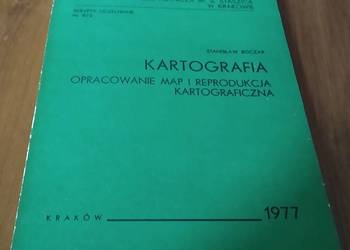 W KRAKOWIE
SKRYPTY UCZELNIANE
STANISŁAW BOCZAR
KARTOGRAFIA
OPRACOWANIE MAP I REPRODUKCJA
KARTOGRAFICZNA
KRAKÓW 1977